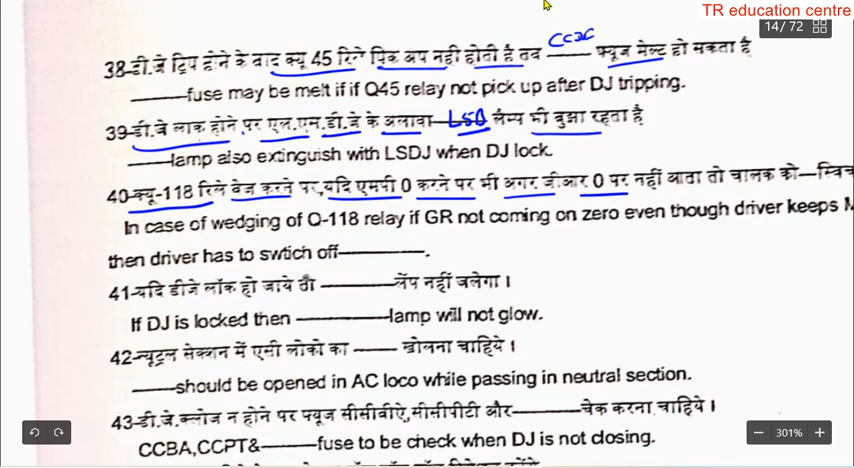 TR education centre
14 / 72
38-डी.जे ट्रिप होने के बाद क्यू 45 रिले पिक अप नही होती है तब CCBC फ्यूज मेल्ट हो सकता है
______fuse may be melt if if Q45 relay not pick up after DJ tripping.
39-डी.जे लाक होने पर एल.एस.डी.जे के अलावा LSB लैम्प भी बुझा रहता है
______lamp also extinguish with LSDJ when DJ lock.
40-क्यू-118 रिले वेज करने पर,यदि एमपी 0 करने पर भी अगर जीआर 0 पर नहीं आता तो चालक को—स्विच
In case of wedging of Q-118 relay if GR not coming on zero even though driver keeps M
then driver has to swtich off————.
41-यदि डीजे लॉक हो जाये तो ————लेंप नहीं जलेगा ।
If DJ is locked then ————lamp will not glow.
42-न्यूट्रल सेक्शन में एसी लोको का —— खोलना चाहिये ।
_____should be opened in AC loco while passing in neutral section.
43-डी.जे.क्लोज न होने पर फ्यूज सीसीबीऐ,सीसीपीटी और————चेक करना चाहिये ।
CCBA,CCPT&————fuse to be check when DJ is not closing.
301%